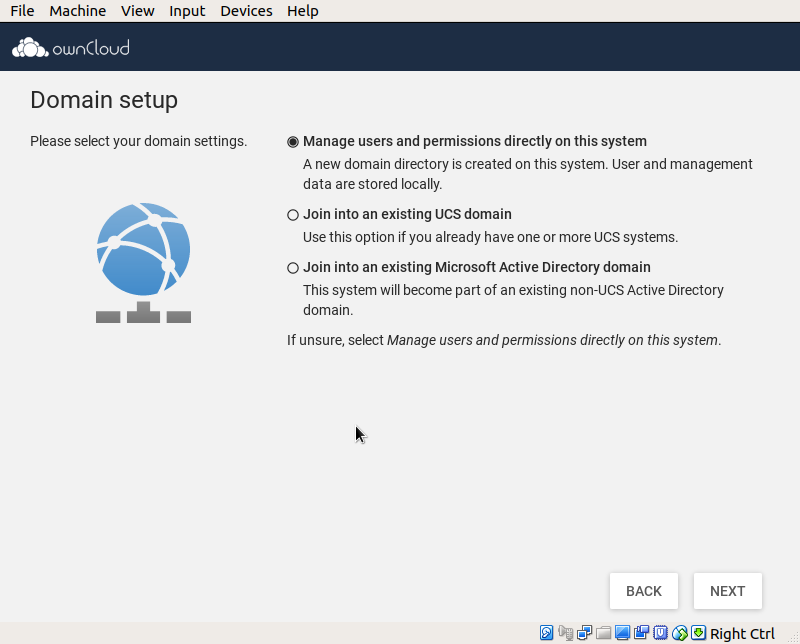 File Machine View Input Devices Help
ownCloud
Domain setup
Please select your domain settings.
Manage users and permissions directly on this system
A new domain directory is created on this system. User and management
data are stored locally.
Join into an existing UCS domain
Use this option if you already have one or more UCS systems.
Join into an existing Microsoft Active Directory domain
This system will become part of an existing non-UCS Active Directory
domain.
If unsure, select Manage users and permissions directly on this system.
BACK NEXT
Right Ctrl